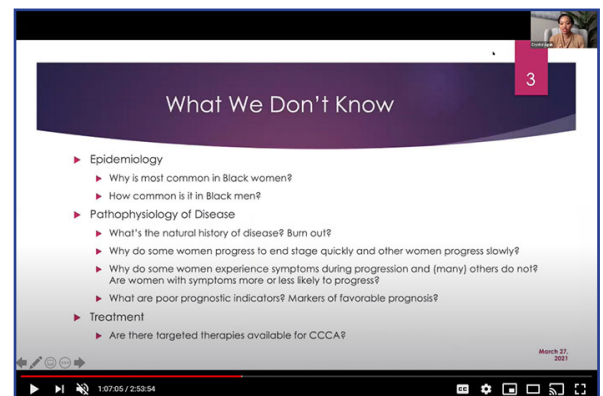 3
What We Don't Know
Epidemiology
Why is most common in Black women?
How common is it in Black men?
Pathophysiology of Disease
What's the natural history of disease? Burn out?
Why do some women progress to end stage quickly and other women progress slowly?
Why do some women experience symptoms during progression and (many) others do not?
Are women with symptoms more or less likely to progress?
What are poor prognostic indicators? Markers of favorable prognosis?
Treatment
Are there targeted therapies available for CCCA?
March 27,
2021
1:07:05 / 2:53:54
CC